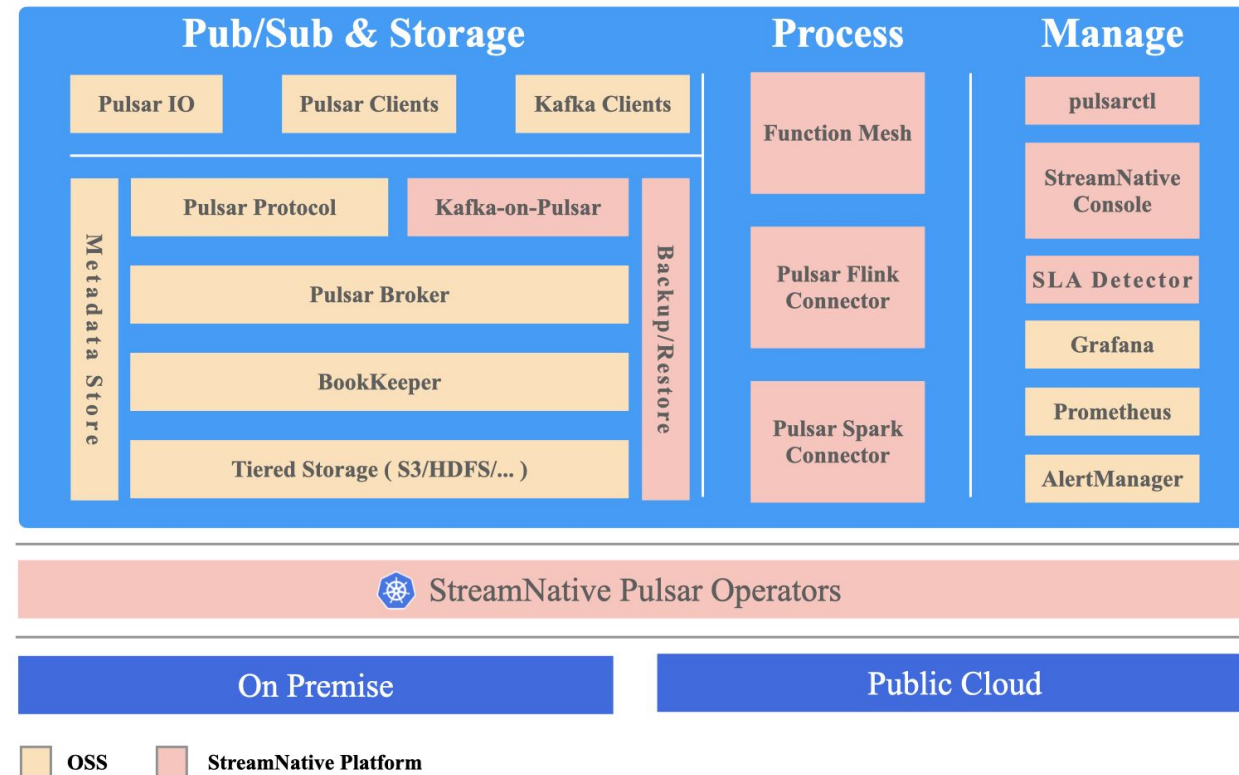 Pub/Sub & Storage
Process
Manage
Pulsar IO
Pulsar Clients
Kafka Clients
Metadata Store
Pulsar Protocol
Kafka-on-Pulsar
Pulsar Broker
BookKeeper
Tiered Storage ( S3/HDFS/... )
Backup/Restore
Function Mesh
Pulsar Flink
Connector
Pulsar Spark
Connector
pulsarctl
StreamNative
Console
SLA Detector
Grafana
Prometheus
AlertManager
StreamNative Pulsar Operators
On Premise
Public Cloud
OSS
StreamNative Platform